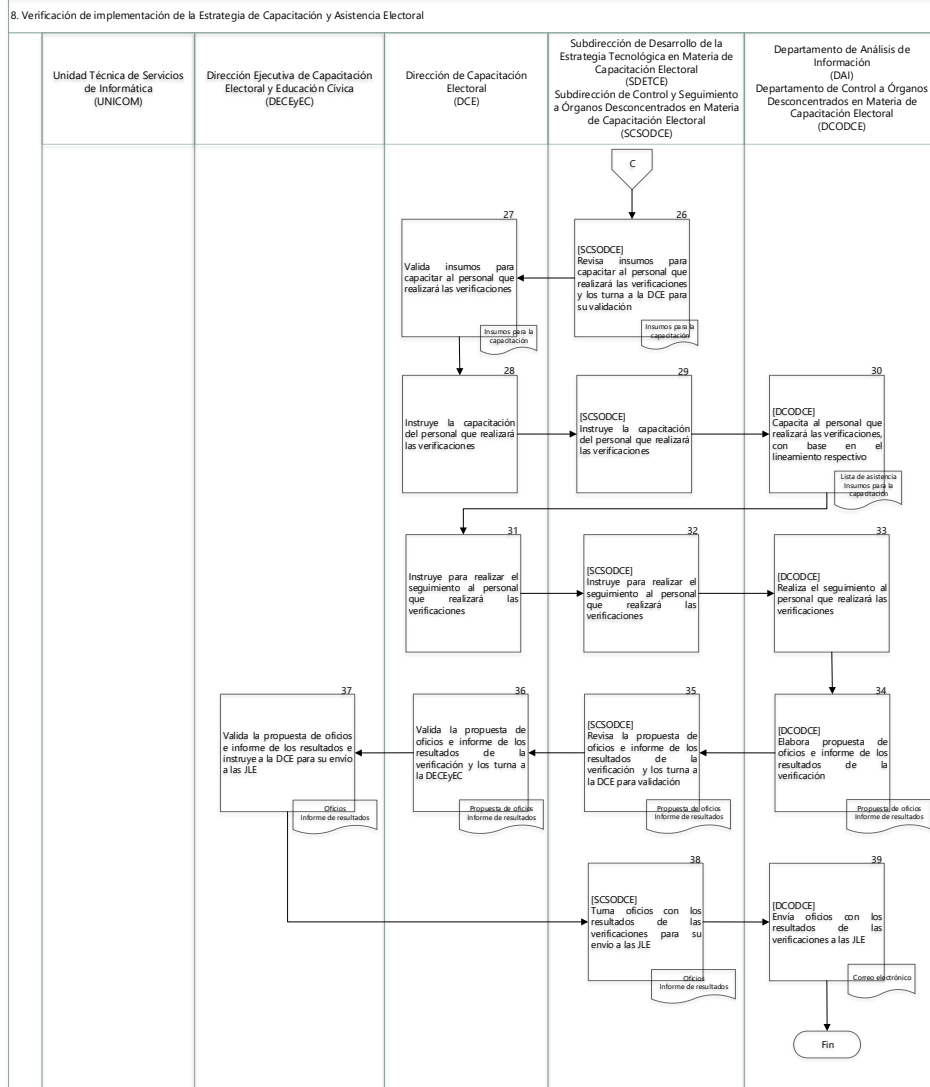 8. Verificación de implementación de la Estrategia de Capacitación y Asistencia Electoral
Unidad Técnica de Servicios
de Informática
(UNICOM)
Dirección Ejecutiva de Capacitación
Electoral y Educación Cívica
(DECEyEC)
Dirección de Capacitación
Electoral
(DCE)
Subdirección de Desarrollo de la
Estrategia Tecnológica en Materia de
Capacitación Electoral
(SDETCE)
Subdirección de Control y Seguimiento
a Órganos Desconcentrados en Materia
de Capacitación Electoral
(SCSODCE)
Departamento de Análisis de
Información
(DAI)
Departamento de Control a Órganos
Desconcentrados en Materia de
Capacitación Electoral
(DCODCE)
C
26
[SCSODCE]
Revisa insumos para
capacitar al personal que
realizará las verificaciones
y los turna a la DCE para
su validación
Insumos para la
capacitación
27
Valida insumos para
capacitar al personal que
realizará las verificaciones
Insumos para la
capacitación
28
Instruye la capacitación
del personal que realizará
las verificaciones
29
[SCSODCE]
Instruye la capacitación
del personal que realizará
las verificaciones
30
[DCODCE]
Capacita al personal que
realizará las verificaciones,
con base en el
lineamiento respectivo
Lista de asistencia
Insumos para la
capacitación
31
Instruye para realizar el
seguimiento al personal
que realizará las
verificaciones
32
[SCSODCE]
Instruye para realizar el
seguimiento al personal
que realizará las
verificaciones
33
[DCODCE]
Realiza el seguimiento al
personal que realizará las
verificaciones
34
[DCODCE]
Elabora propuesta de
oficios e informe de los
resultados de la
verificación
Propuesta de oficios
Informe de resultados
35
[SCSODCE]
Revisa la propuesta de
oficios e informe de los
resultados de la
verificación y los turna a
la DCE para validación
Propuesta de oficios
Informe de resultados
36
Valida la propuesta de
oficios e informe de los
resultados de la
verificación y los turna a
la DECEyEC
Propuesta de oficios
Informe de resultados
37
Valida la propuesta de oficios
e informe de los resultados e
instruye a la DCE para su envío
a las JLE
Oficios
Informe de resultados
38
[SCSODCE]
Turna oficios con los
resultados de las
verificaciones para su
envío a las JLE
Oficios
Informe de resultados
39
[DCODCE]
Envía oficios con los
resultados de las
verificaciones a las JLE
Correo electrónico
Fin